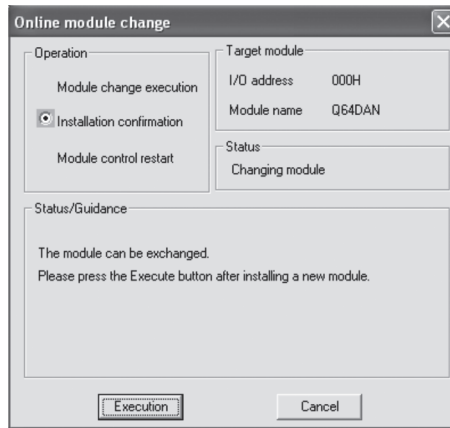 Online module change
Operation
Module change execution
Installation confirmation
Module control restart
Target module
I/O address 000H
Module name Q64DAN
Status
Changing module
Status/Guidance
The module can be exchanged.
Please press the Execute button after installing a new module.
Execution
Cancel